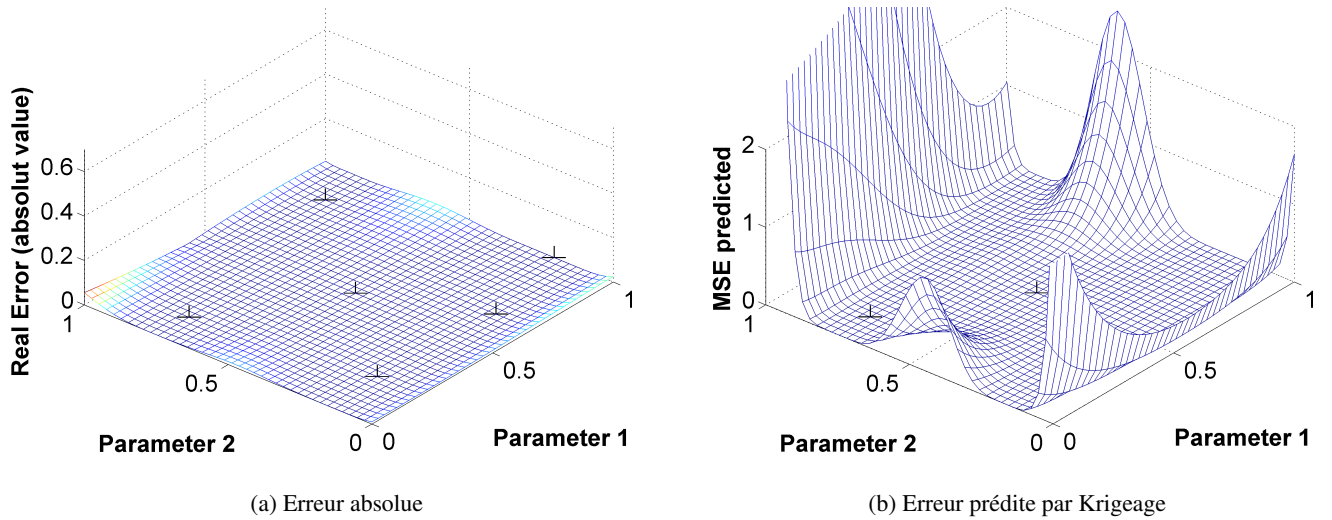 Real Error (absolut value)
0.6
0.4
0.2
0
1
0.5
0
0
0.5
1
Parameter 2
Parameter 1
(a) Erreur absolue
MSE predicted
2
1
0
1
0.5
0
0
0.5
1
Parameter 2
Parameter 1
(b) Erreur prédite par Krigeage